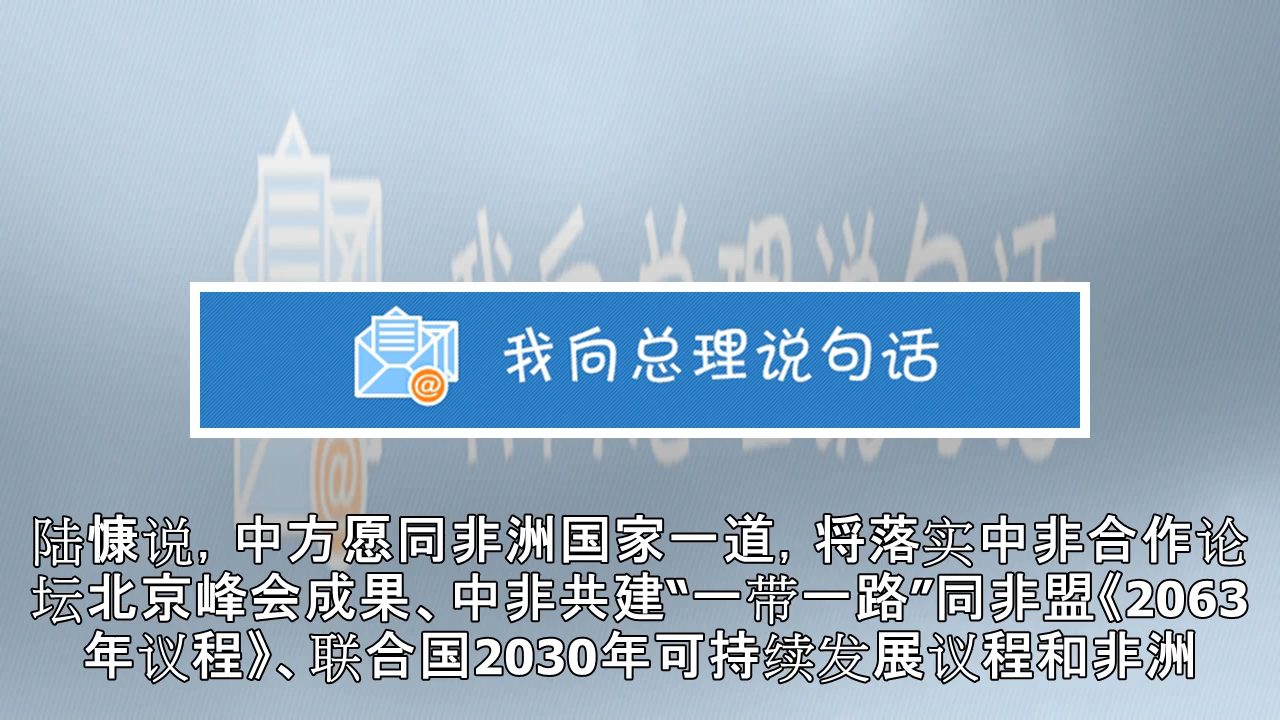 我向总理说句话
@
陆慷说，中方愿同非洲国家一道，将落实中非合作论
坛北京峰会成果、中非共建“一带一路”同非盟《2063
年议程》、联合国2030年可持续发展议程和非洲